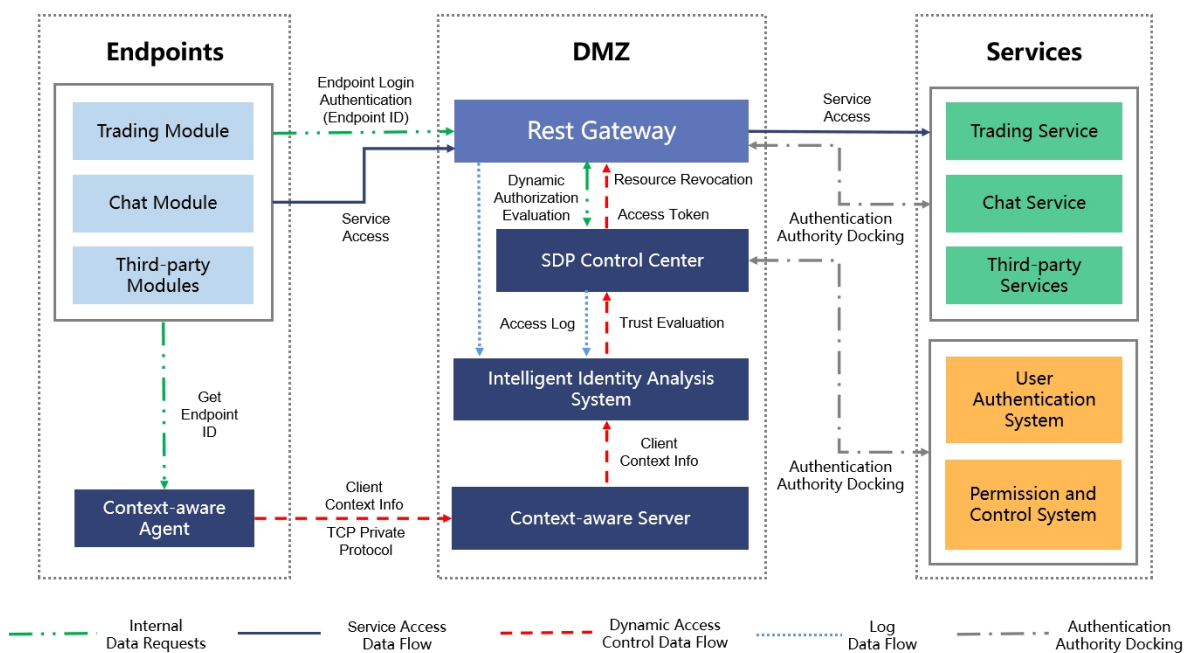 Endpoints
Trading Module
Chat Module
Third-party
Modules
Get
Endpoint
ID
Context-aware
Agent
Endpoint Login
Authentication
(Endpoint ID)
Service
Access
Client
Context Info
TCP Private
Protocol
DMZ
Rest Gateway
Dynamic
Authorization
Evaluation
Resource Revocation
Access Token
SDP Control Center
Access Log
Trust Evaluation
Intelligent Identity Analysis
System
Client
Context Info
Context-aware Server
Service
Access
Authentication
Authority Docking
Authentication
Authority Docking
Services
Trading Service
Chat Service
Third-party
Services
User
Authentication
System
Permission and
Control System
Internal
Data Requests
Service Access
Data Flow
Dynamic Access
Control Data Flow
Log
Data Flow
Authentication
Authority Docking